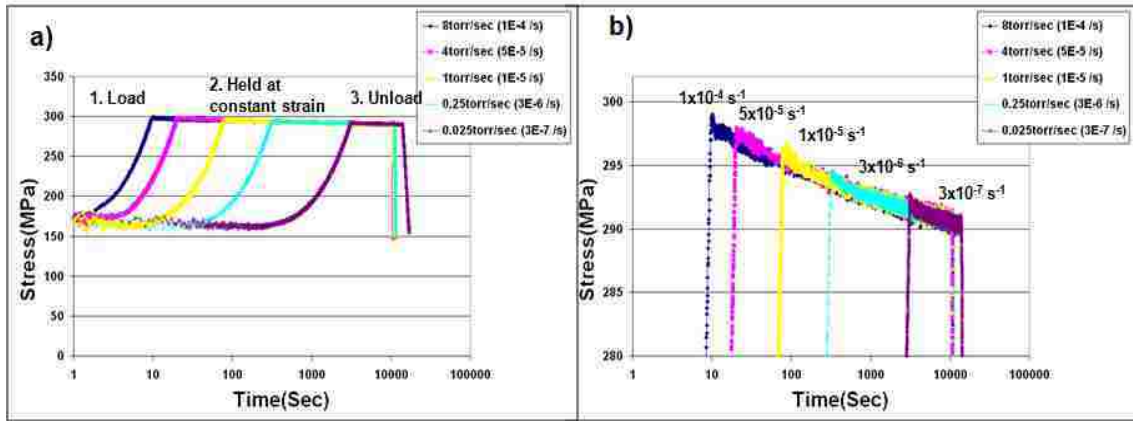 a)
8torr/sec (1E-4 /s)
4torr/sec (5E-5 /s)
1torr/sec (1E-5 /s)
0.25torr/sec (3E-6 /s)
0.025torr/sec (3E-7 /s)
1. Load
2. Held at
constant strain
3. Unload
350
300
250
200
150
100
50
0
Stress(MPa)
1 10 100 1000 10000 100000
Time(Sec)
b)
8torr/sec (1E-4 /s)
4torr/sec (5E-5 /s)
1torr/sec (1E-5 /s)
0.25torr/sec (3E-6 /s)
0.025torr/sec (3E-7 /s)
1x10-4 s-1
5x10-5 s-1
1x10-5 s-1
3x10-6 s-1
3x10-7 s-1
300
295
290
285
280
Stress(MPa)
1 10 100 1000 10000 100000
Time(Sec)